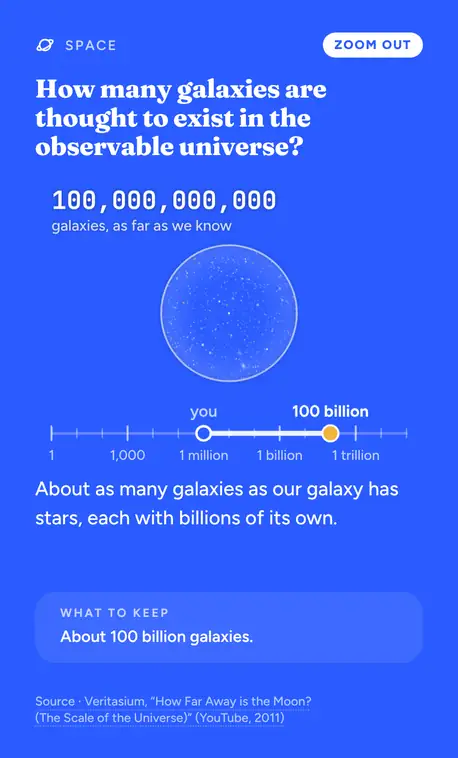 SPACE
ZOOM OUT
How many galaxies are
thought to exist in the
observable universe?
100,000,000,000
galaxies, as far as we know
you
100 billion
1
1,000
1 million
1 billion
1 trillion
About as many galaxies as our galaxy has
stars, each with billions of its own.
WHAT TO KEEP
About 100 billion galaxies.
Source · Veritasium, “How Far Away is the Moon?
(The Scale of the Universe)” (YouTube, 2011)